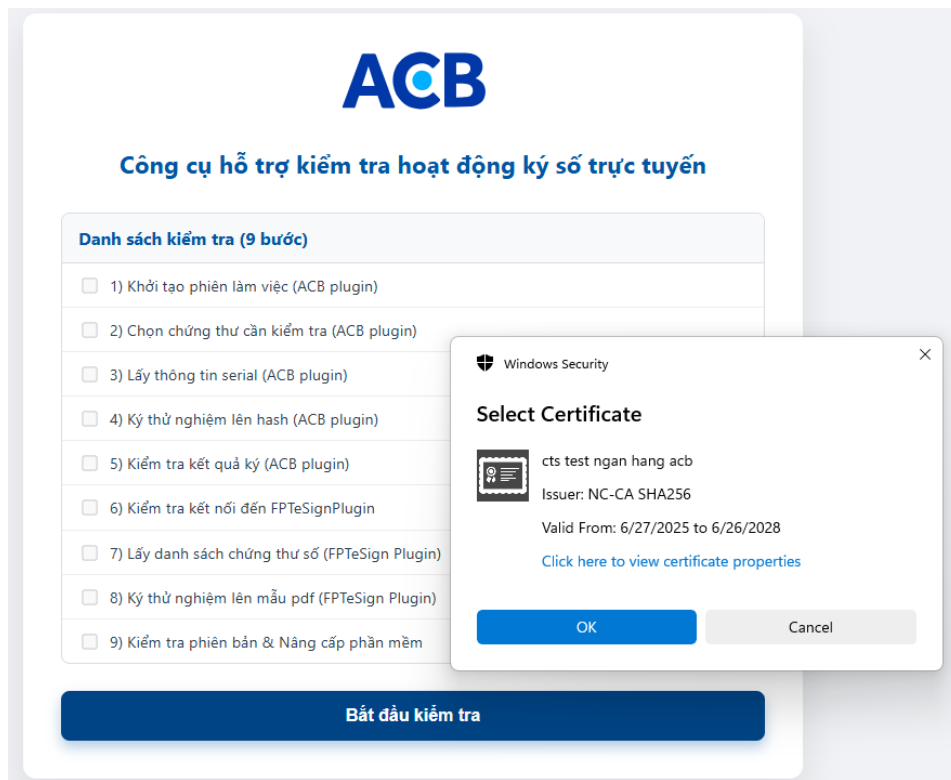 ACB
Công cụ hỗ trợ kiểm tra hoạt động ký số trực tuyến
Danh sách kiểm tra (9 bước)
1) Khởi tạo phiên làm việc (ACB plugin)
2) Chọn chứng thư cần kiểm tra (ACB plugin)
3) Lấy thông tin serial (ACB plugin)
4) Ký thử nghiệm lên hash (ACB plugin)
5) Kiểm tra kết quả ký (ACB plugin)
6) Kiểm tra kết nối đến FPTeSignPlugin
7) Lấy danh sách chứng thư số (FPTeSign Plugin)
8) Ký thử nghiệm lên mẫu pdf (FPTeSign Plugin)
9) Kiểm tra phiên bản & Nâng cấp phần mềm
Bắt đầu kiểm tra
Windows Security
Select Certificate
cts test ngan hang acb
Issuer: NC-CA SHA256
Valid From: 6/27/2025 to 6/26/2028
Click here to view certificate properties
OK
Cancel